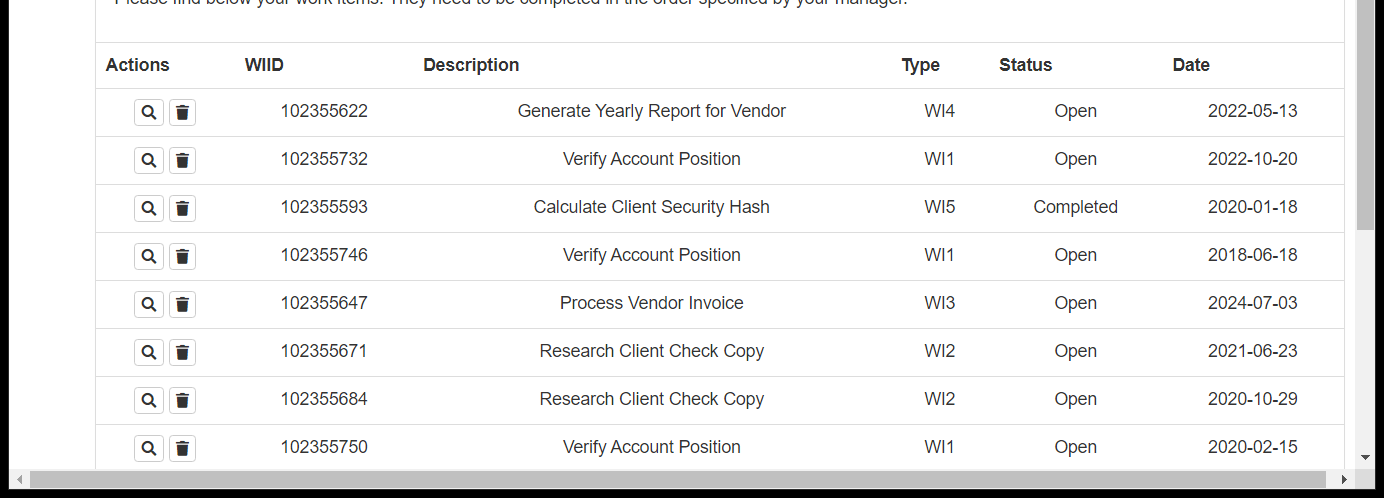 Please find below your work items. They need to be completed in the order specified by your manager.
Actions WIID Description Type Status Date
102355622 Generate Yearly Report for Vendor WI4 Open 2022-05-13
102355732 Verify Account Position WI1 Open 2022-10-20
102355593 Calculate Client Security Hash WI5 Completed 2020-01-18
102355746 Verify Account Position WI1 Open 2018-06-18
102355647 Process Vendor Invoice WI3 Open 2024-07-03
102355671 Research Client Check Copy WI2 Open 2021-06-23
102355684 Research Client Check Copy WI2 Open 2020-10-29
102355750 Verify Account Position WI1 Open 2020-02-15